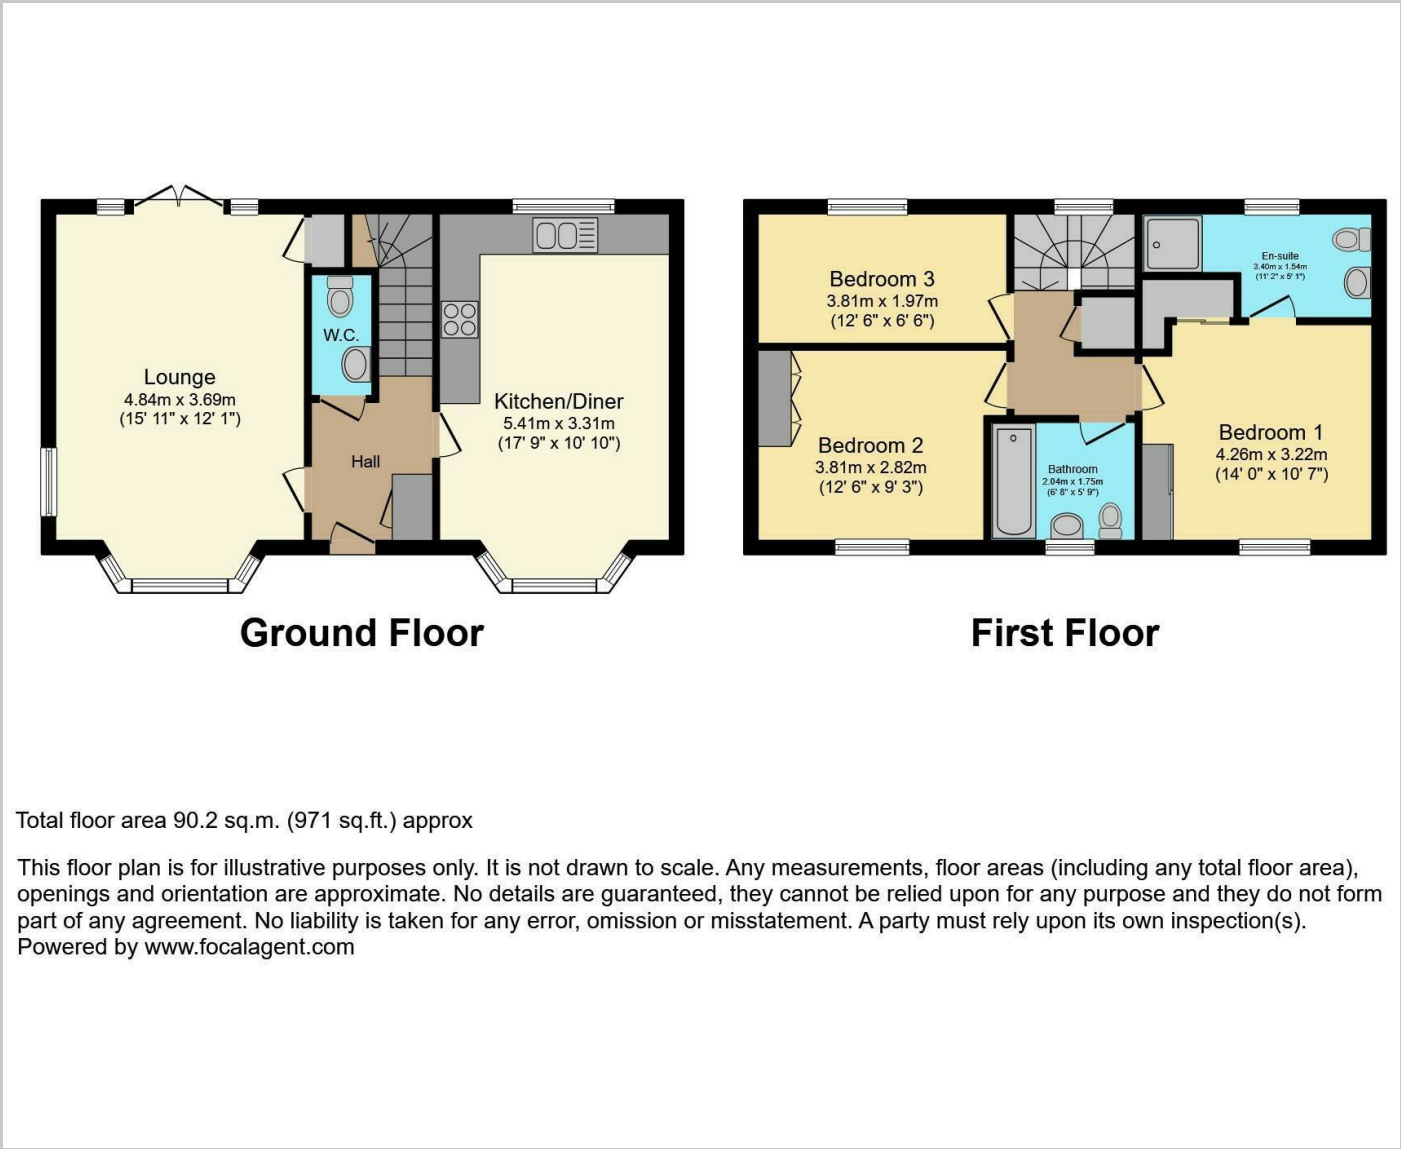 Lounge
4.84m x 3.69m
(15' 11" x 12' 1")
W.C.
Hall
Kitchen/Diner
5.41m x 3.31m
(17' 9" x 10' 10")
Ground Floor
Bedroom 3
3.81m x 1.97m
(12' 6" x 6' 6")
En-suite
3.40m x 1.54m
(11' 2" x 5' 1")
Bedroom 2
3.81m x 2.82m
(12' 6" x 9' 3")
Bathroom
2.04m x 1.75m
(6' 8" x 5' 9")
Bedroom 1
4.26m x 3.22m
(14' 0" x 10' 7")
First Floor
Total floor area 90.2 sq.m. (971 sq.ft.) approx
This floor plan is for illustrative purposes only. It is not drawn to scale. Any measurements, floor areas (including any total floor area),
openings and orientation are approximate. No details are guaranteed, they cannot be relied upon for any purpose and they do not form
part of any agreement. No liability is taken for any error, omission or misstatement. A party must rely upon its own inspection(s).
Powered by www.focalagent.com